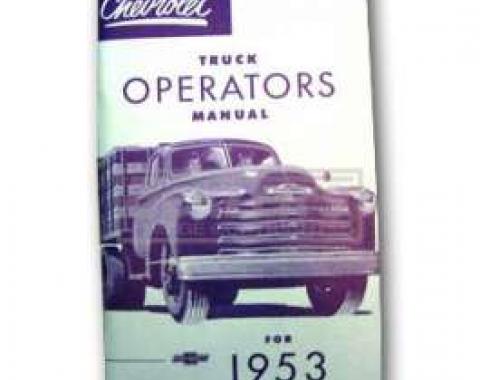 Chevrolet
TRUCK
OPERATORS
MANUAL
FOR
1953